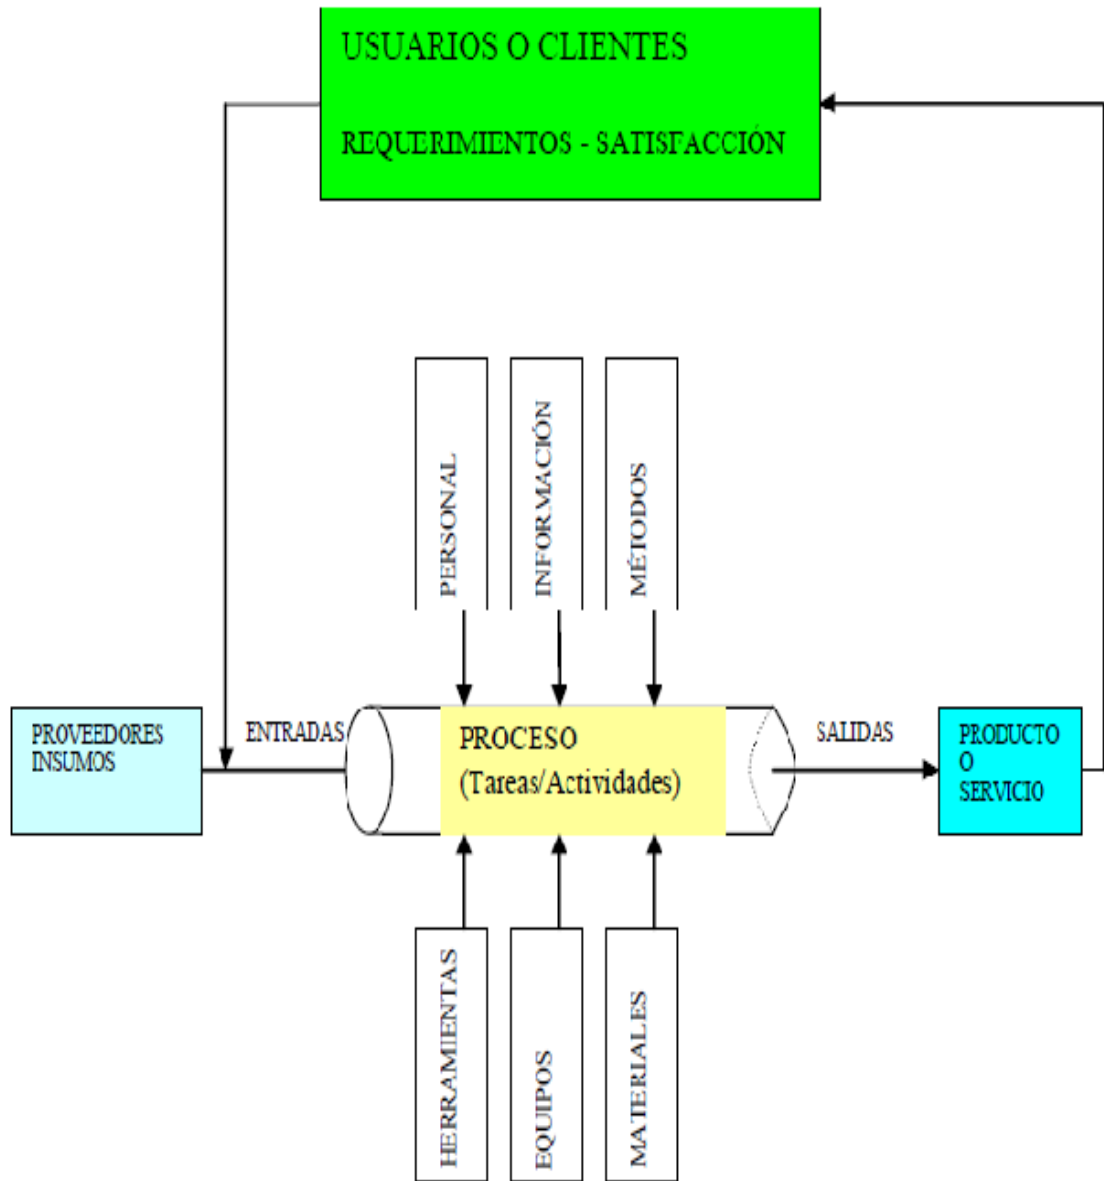 USUARIOS O CLIENTES
REQUERIMIENTOS - SATISFACCIÓN
PERSONAL
INFORMACIÓN
MÉTODOS
PROVEEDORES
INSUMOS
ENTRADAS
PROCESO
(Tareas/Actividades)
SALIDAS
PRODUCTO
O
SERVICIO
HERRAMIENTAS
EQUIPOS
MATERIALES